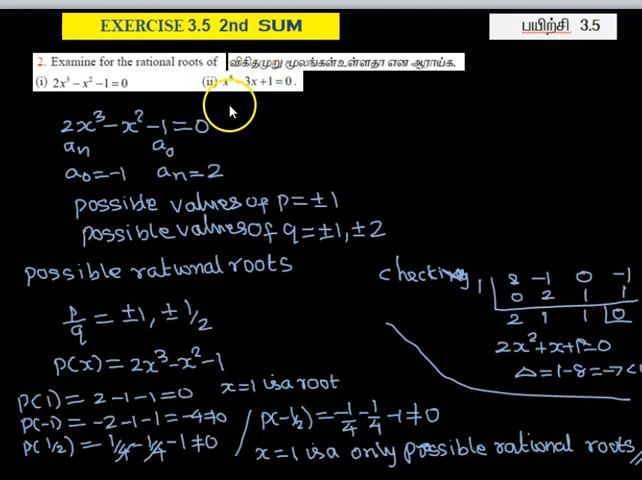 EXERCISE 3.5 2nd SUM
பயிற்சி 3.5
2. Examine for the rational roots of
விகிதமுறு மூலங்கள் உள்ளதா என ஆராய்க.
(i) 2x³ − x² − 1 = 0 (ii) x⁸ − 3x + 1 = 0 .
2x³ − x² − 1 = 0
aₙ a₀
a₀ = −1 aₙ = 2
possible values of p = ±1
possible values of q = ±1, ±2
possible rational roots
p/q = ±1, ±1/2
P(x) = 2x³ − x² − 1
P(1) = 2 − 1 − 1 = 0 x = 1 is a root
P(−1) = −2 − 1 − 1 = −4 ≠ 0
P(1/2) = 1/4 − 1/4 − 1 ≠ 0
P(−1/2) = −1/4 − 1/4 − 1 ≠ 0
x = 1 is a only possible rational roots //
checking
1 | 2 −1 0 −1
0 2 1 1
2 1 1 |0
2x² + x + 1 = 0
Δ = 1 − 8 = −7 <